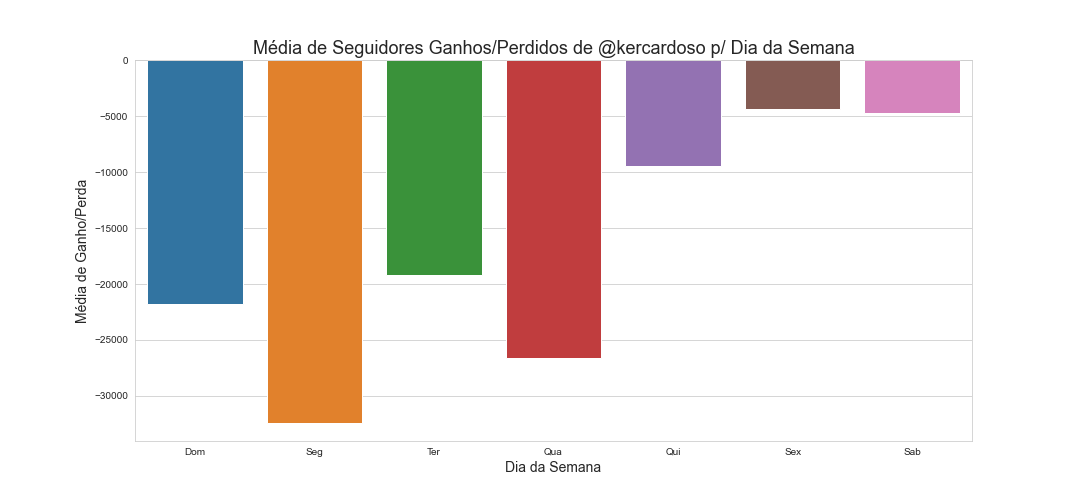 Média de Seguidores Ganhos/Perdidos de @kercardoso p/ Dia da Semana
0
−5000
−10000
−15000
−20000
−25000
−30000
Média de Ganho/Perda
Dom Seg Ter Qua Qui Sex Sab
Dia da Semana